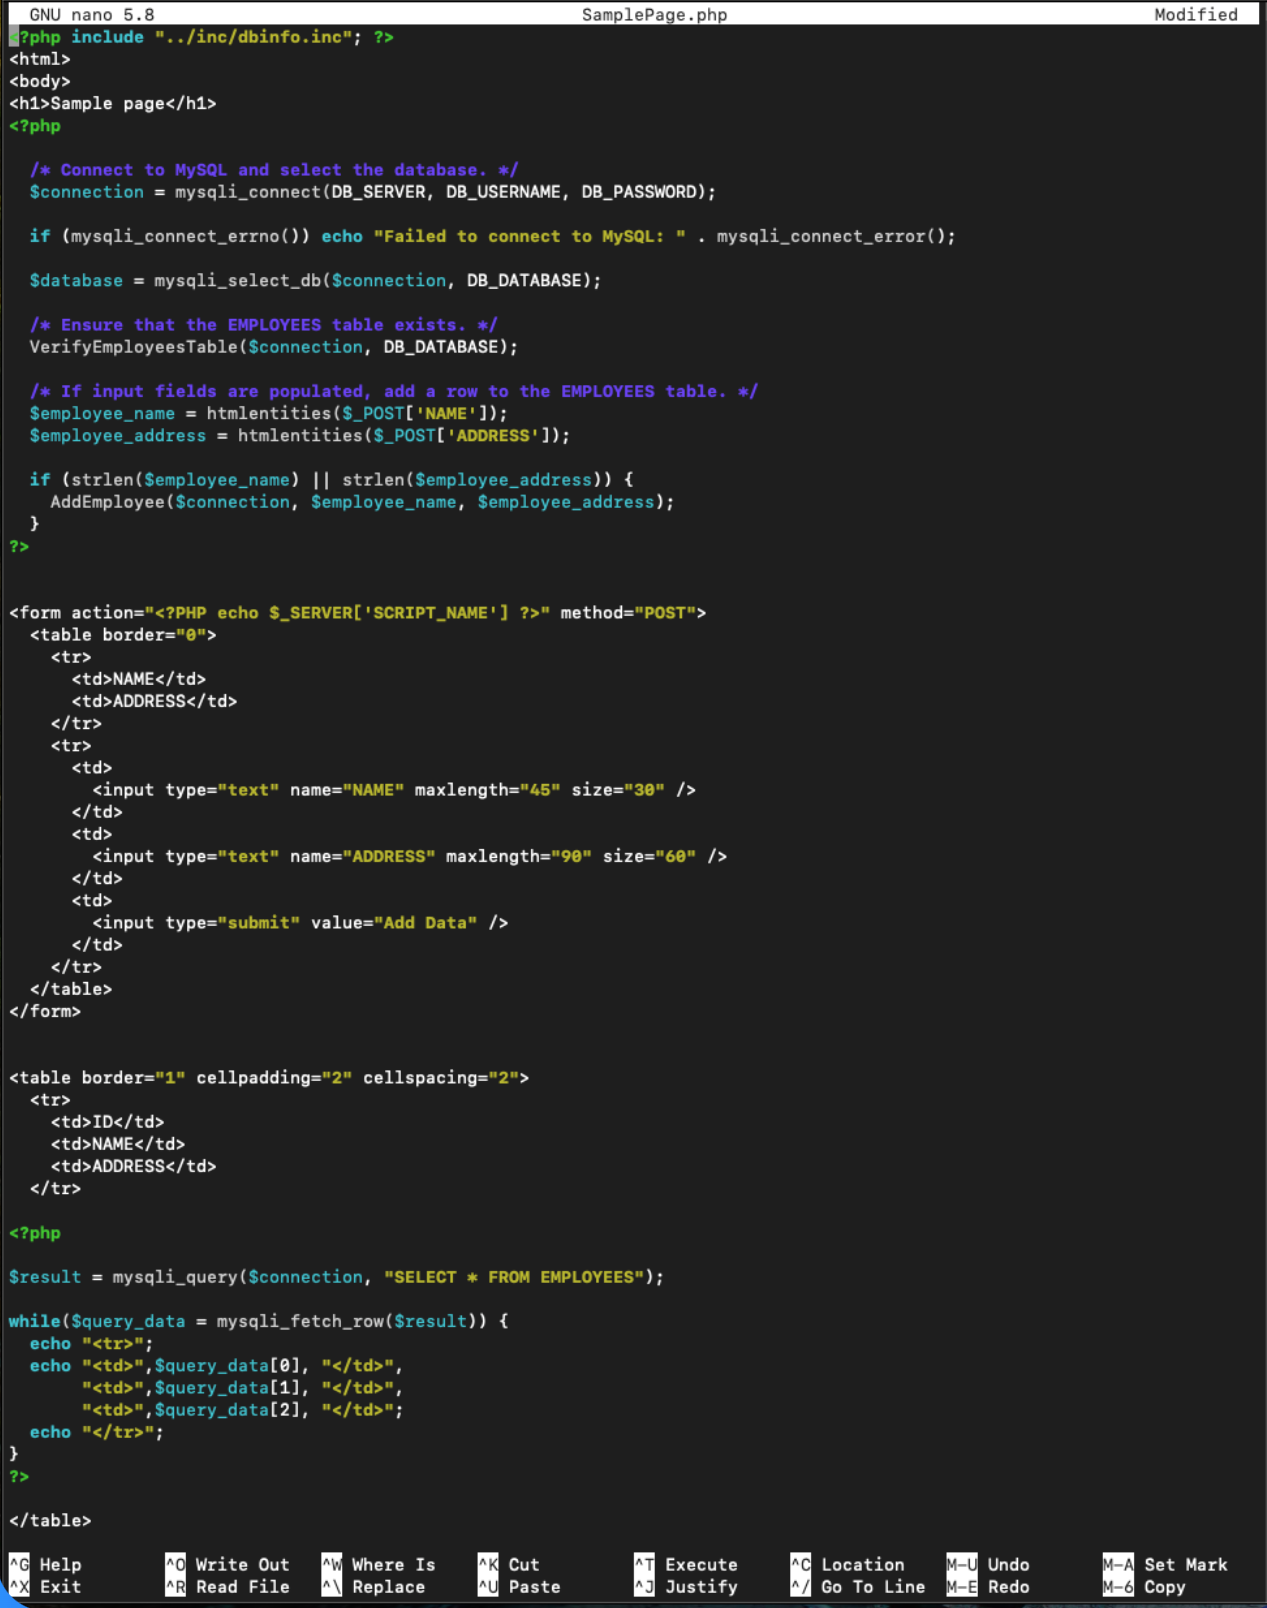 GNU nano 5.8 SamplePage.php Modified
<?php include "../inc/dbinfo.inc"; ?>
<html>
<body>
<h1>Sample page</h1>
<?php
/* Connect to MySQL and select the database. */
$connection = mysqli_connect(DB_SERVER, DB_USERNAME, DB_PASSWORD);
if (mysqli_connect_errno()) echo "Failed to connect to MySQL: " . mysqli_connect_error();
$database = mysqli_select_db($connection, DB_DATABASE);
/* Ensure that the EMPLOYEES table exists. */
VerifyEmployeesTable($connection, DB_DATABASE);
/* If input fields are populated, add a row to the EMPLOYEES table. */
$employee_name = htmlentities($_POST['NAME']);
$employee_address = htmlentities($_POST['ADDRESS']);
if (strlen($employee_name) || strlen($employee_address)) {
AddEmployee($connection, $employee_name, $employee_address);
}
?>
<form action="<?PHP echo $_SERVER['SCRIPT_NAME'] ?>" method="POST">
<table border="0">
<tr>
<td>NAME</td>
<td>ADDRESS</td>
</tr>
<tr>
<td>
<input type="text" name="NAME" maxlength="45" size="30" />
</td>
<td>
<input type="text" name="ADDRESS" maxlength="90" size="60" />
</td>
<td>
<input type="submit" value="Add Data" />
</td>
</tr>
</table>
</form>
<table border="1" cellpadding="2" cellspacing="2">
<tr>
<td>ID</td>
<td>NAME</td>
<td>ADDRESS</td>
</tr>
<?php
$result = mysqli_query($connection, "SELECT * FROM EMPLOYEES");
while($query_data = mysqli_fetch_row($result)) {
echo "<tr>";
echo "<td>",$query_data[0], "</td>",
"<td>",$query_data[1], "</td>",
"<td>",$query_data[2], "</td>";
echo "</tr>";
}
?>
</table>
^G Help ^O Write Out ^W Where Is ^K Cut ^T Execute ^C Location M-U Undo M-A Set Mark
^X Exit ^R Read File ^\ Replace ^U Paste ^J Justify ^/ Go To Line M-E Redo M-6 Copy